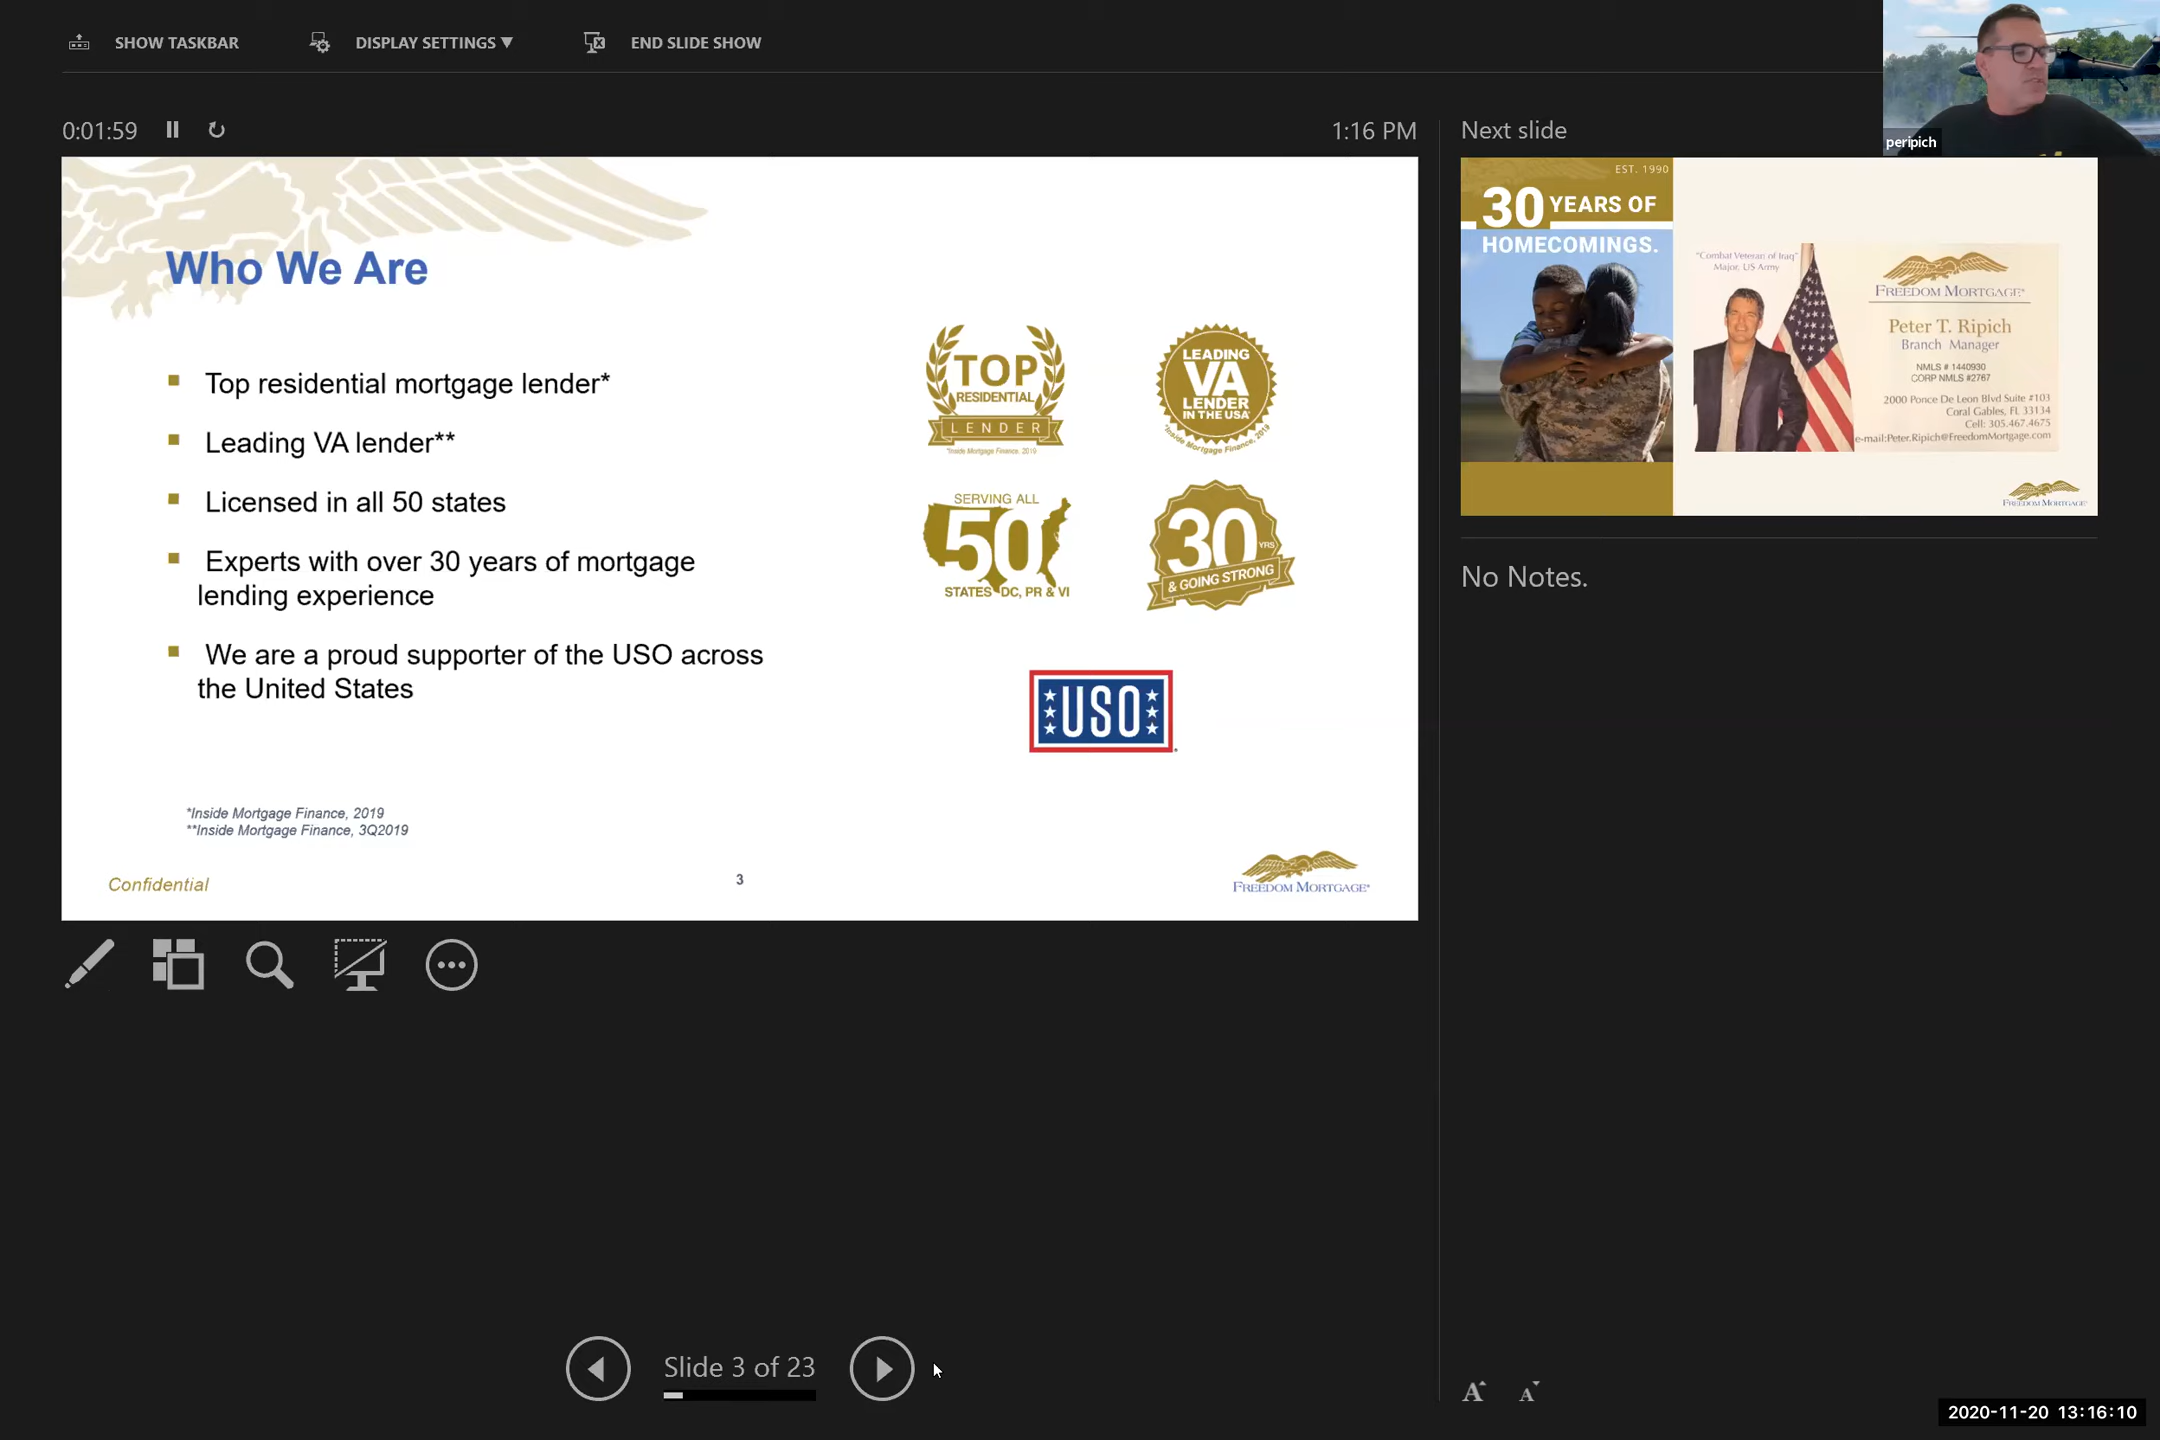 SHOW TASKBAR
DISPLAY SETTINGS ▼
END SLIDE SHOW
peripich
0:01:59
1:16 PM
Next slide
Who We Are
Top residential mortgage lender*
Leading VA lender**
Licensed in all 50 states
Experts with over 30 years of mortgage
lending experience
We are a proud supporter of the USO across
the United States
TOP
RESIDENTIAL
LENDER
*Inside Mortgage Finance, 2019
LEADING
VA
LENDER
IN THE USA*
*Inside Mortgage Finance, 2019
SERVING ALL
50
STATES DC, PR & VI
30 YRS
& GOING STRONG
USO
*Inside Mortgage Finance, 2019
**Inside Mortgage Finance, 3Q2019
Confidential
3
FREEDOM MORTGAGE®
EST. 1990
30 YEARS OF
HOMECOMINGS.
"Combat Veteran of Iraq"
Major, US Army
FREEDOM MORTGAGE®
Peter T. Ripich
Branch Manager
NMLS # 1440930
CORP NMLS #2767
2000 Ponce De Leon Blvd Suite #103
Coral Gables, FL 33134
Cell: 305.467.4675
e-mail:Peter.Ripich@FreedomMortgage.com
FREEDOM MORTGAGE®
No Notes.
Slide 3 of 23
A A
2020-11-20 13:16:10